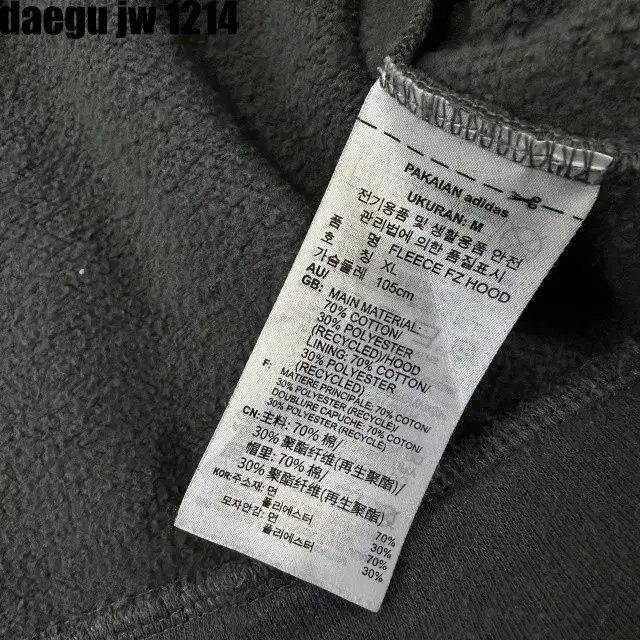 daegu jw 1214
PAKAIAN adidas
UKURAN: M
전기용품 및 생활용품 안전
관리법에 의한 품질표시
품 명 FLEECE FZ HOOD
호 칭 XL
가슴둘레 105cm
AU/
GB: MAIN MATERIAL:
70% COTTON/
30% POLYESTER
(RECYCLED)/HOOD
LINING: 70% COTTON/
30% POLYESTER
(RECYCLED)
F: MATIERE PRINCIPALE: 70% COTON/
30% POLYESTER (RECYCLE)/
DOUBLURE CAPUCHE: 70% COTON/
30% POLYESTER (RECYCLE)
CN: 主料: 70% 棉/
30% 聚酯纤维(再生聚酯)/
帽里: 70% 棉/
30% 聚酯纤维(再生聚酯)
KOR: 주소재: 면 70%
폴리에스터 30%
모자안감: 면 70%
폴리에스터 30%